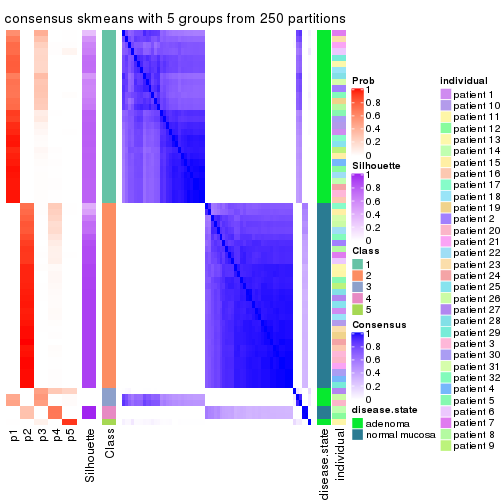 consensus skmeans with 5 groups from 250 partitions
p1
p2
p3
p4
p5
Silhouette
Class
disease.state
individual
Prob
1
0.8
0.6
0.4
0.2
0
Silhouette
1
0.8
0.6
0.4
0.2
0
Class
1
2
3
4
5
Consensus
1
0.8
0.6
0.4
0.2
0
disease.state
adenoma
normal mucosa
individual
patient 1
patient 10
patient 11
patient 12
patient 13
patient 14
patient 15
patient 16
patient 17
patient 18
patient 19
patient 2
patient 20
patient 21
patient 22
patient 23
patient 24
patient 25
patient 26
patient 27
patient 28
patient 29
patient 3
patient 30
patient 31
patient 32
patient 4
patient 5
patient 6
patient 7
patient 8
patient 9